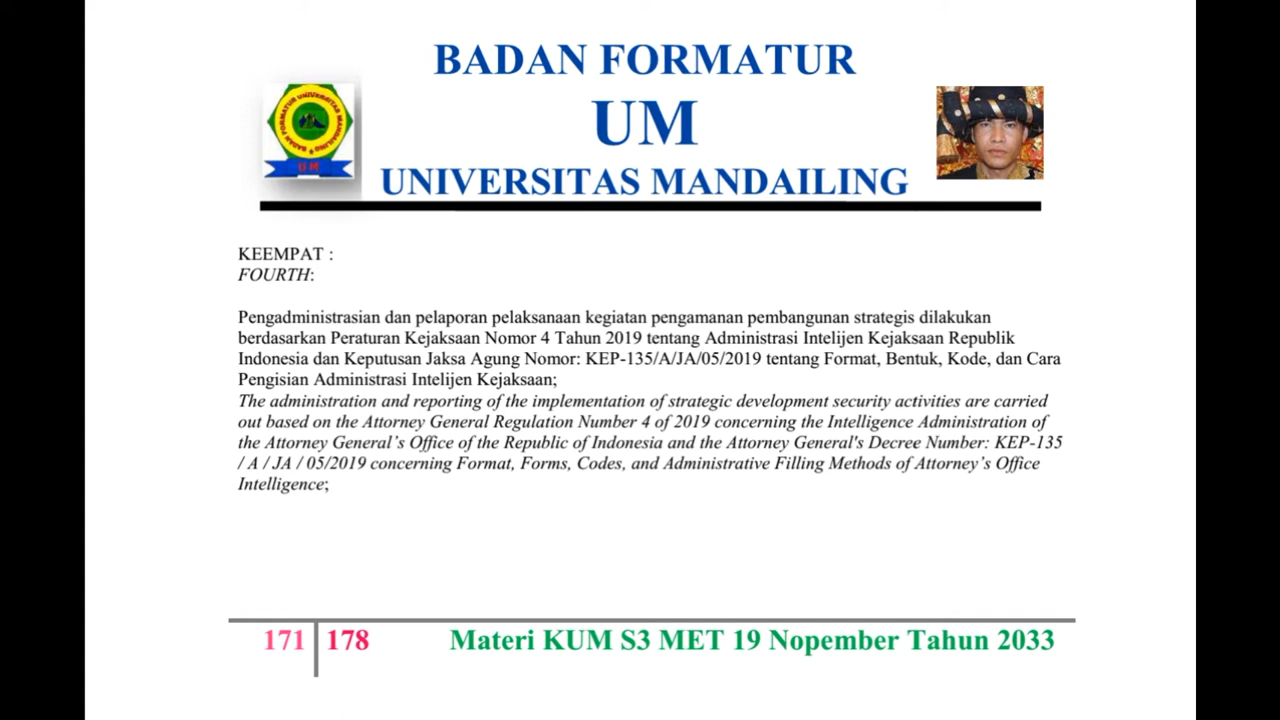 BADAN FORMATUR
UM
UNIVERSITAS MANDAILING
BADAN FORMATUR UNIVERSITAS MANDAILING
U M
KEEMPAT :
FOURTH:
Pengadministrasian dan pelaporan pelaksanaan kegiatan pengamanan pembangunan strategis dilakukan
berdasarkan Peraturan Kejaksaan Nomor 4 Tahun 2019 tentang Administrasi Intelijen Kejaksaan Republik
Indonesia dan Keputusan Jaksa Agung Nomor: KEP-135/A/JA/05/2019 tentang Format, Bentuk, Kode, dan Cara
Pengisian Administrasi Intelijen Kejaksaan;
The administration and reporting of the implementation of strategic development security activities are carried
out based on the Attorney General Regulation Number 4 of 2019 concerning the Intelligence Administration of
the Attorney General’s Office of the Republic of Indonesia and the Attorney General's Decree Number: KEP-135
/ A / JA / 05/2019 concerning Format, Forms, Codes, and Administrative Filling Methods of Attorney’s Office
Intelligence;
171 178 Materi KUM S3 MET 19 Nopember Tahun 2033